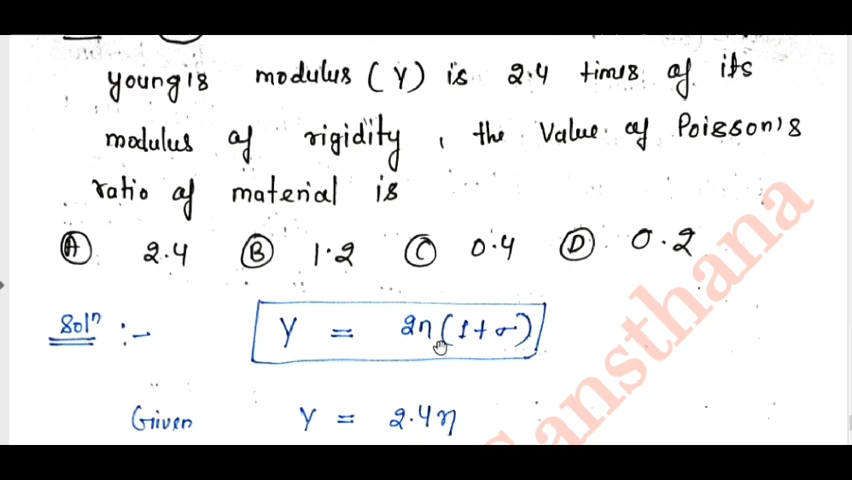 Young's modulus (Y) is 2.4 times of its
modulus of rigidity, the value of Poisson's
ratio of material is
(A) 2.4 (B) 1.2 (C) 0.4 (D) 0.2
Solⁿ :- Y = 2η(1+σ)
Given Y = 2.4η
Sansthana